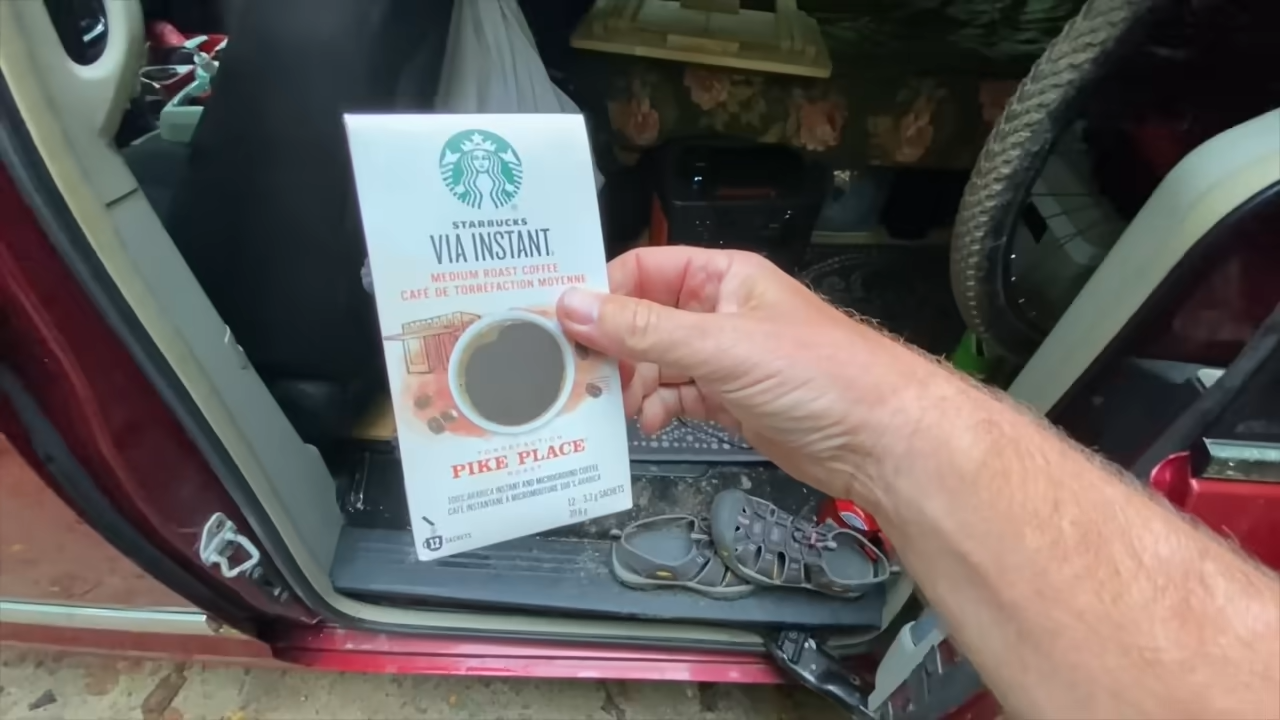 STARBUCKS
VIA INSTANT
MEDIUM ROAST COFFEE
CAFÉ DE TORRÉFACTION MOYENNE
TORRÉFACTION
PIKE PLACE
ROAST
100% ARABICA INSTANT AND MICROGROUND COFFEE
CAFÉ INSTANTANÉ À MICROMOUTURE 100 % ARABICA
12 3.3 g SACHETS
39.6 g
12 SACHETS